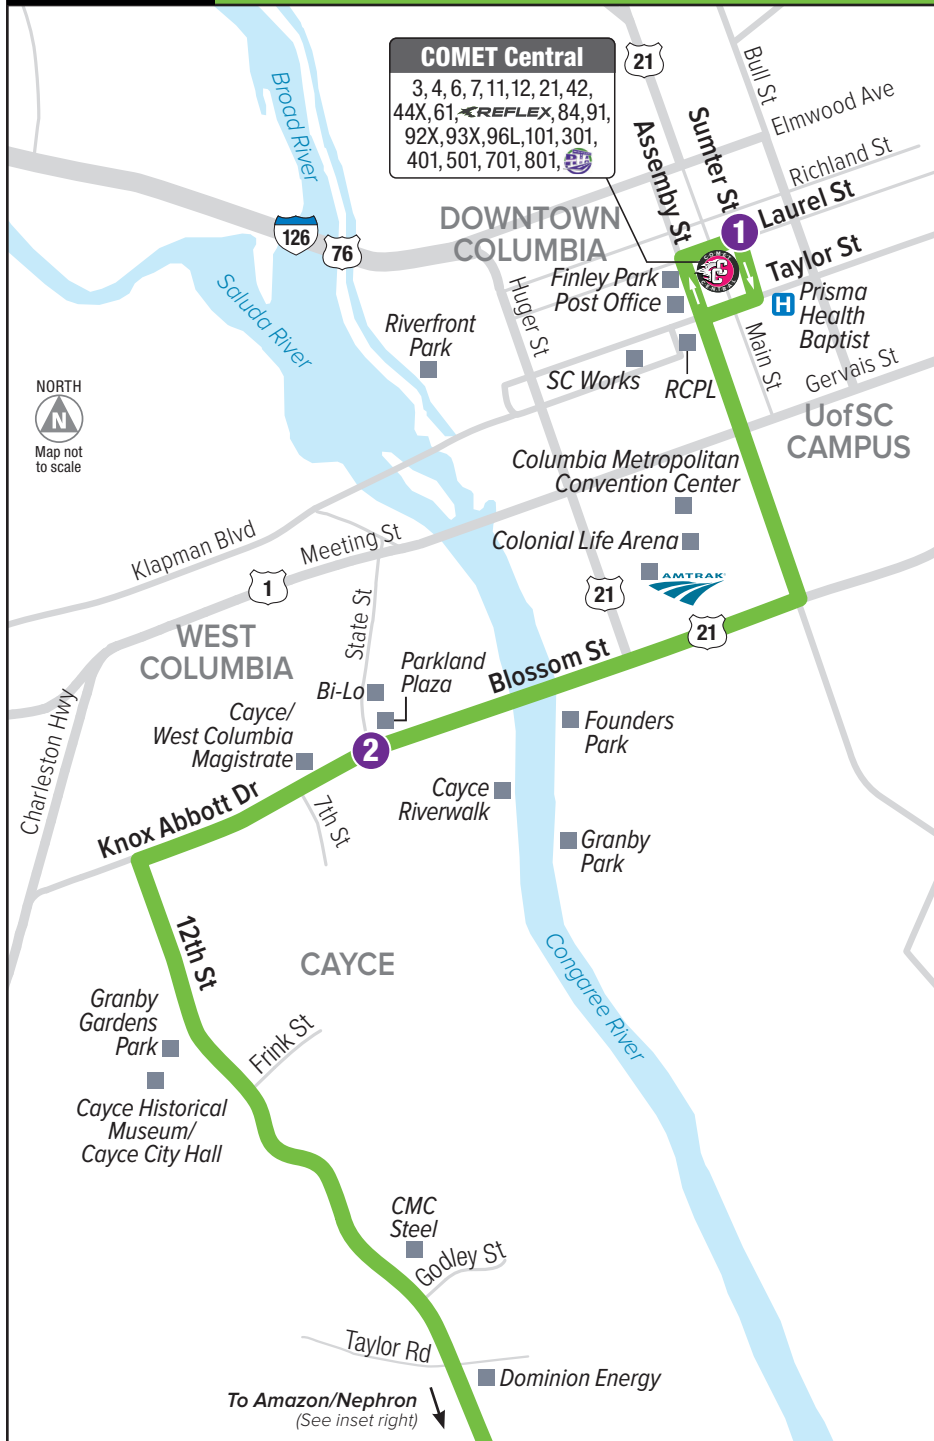 COMET Central
3, 4, 6, 7, 11, 12, 21, 42,
44X, 61, REFLEX, 84, 91,
92X, 93X, 96L, 101, 301,
401, 501, 701, 801,
21
Bull St
Elmwood Ave
Sumter St
Assemby St
Richland St
Laurel St
Taylor St
Broad River
126
76
DOWNTOWN
COLUMBIA
1
COMET
CENTRAL
Finley Park
Post Office
H
Prisma
Health
Baptist
Saluda River
Huger St
Riverfront
Park
Main St
Gervais St
SC Works
RCPL
NORTH
N
Map not
to scale
UofSC
CAMPUS
Columbia Metropolitan
Convention Center
Klapman Blvd
Meeting St
Colonial Life Arena
AMTRAK
1
21
21
State St
WEST
COLUMBIA
Blossom St
Parkland
Plaza
Bi-Lo
Cayce/
West Columbia
Magistrate
2
Founders
Park
Charleston Hwy
Cayce
Riverwalk
7th St
Knox Abbott Dr
Granby
Park
12th St
CAYCE
Congaree River
Granby
Gardens
Park
Frink St
Cayce Historical
Museum/
Cayce City Hall
CMC
Steel
Godley St
Taylor Rd
Dominion Energy
To Amazon/Nephron
(See inset right)